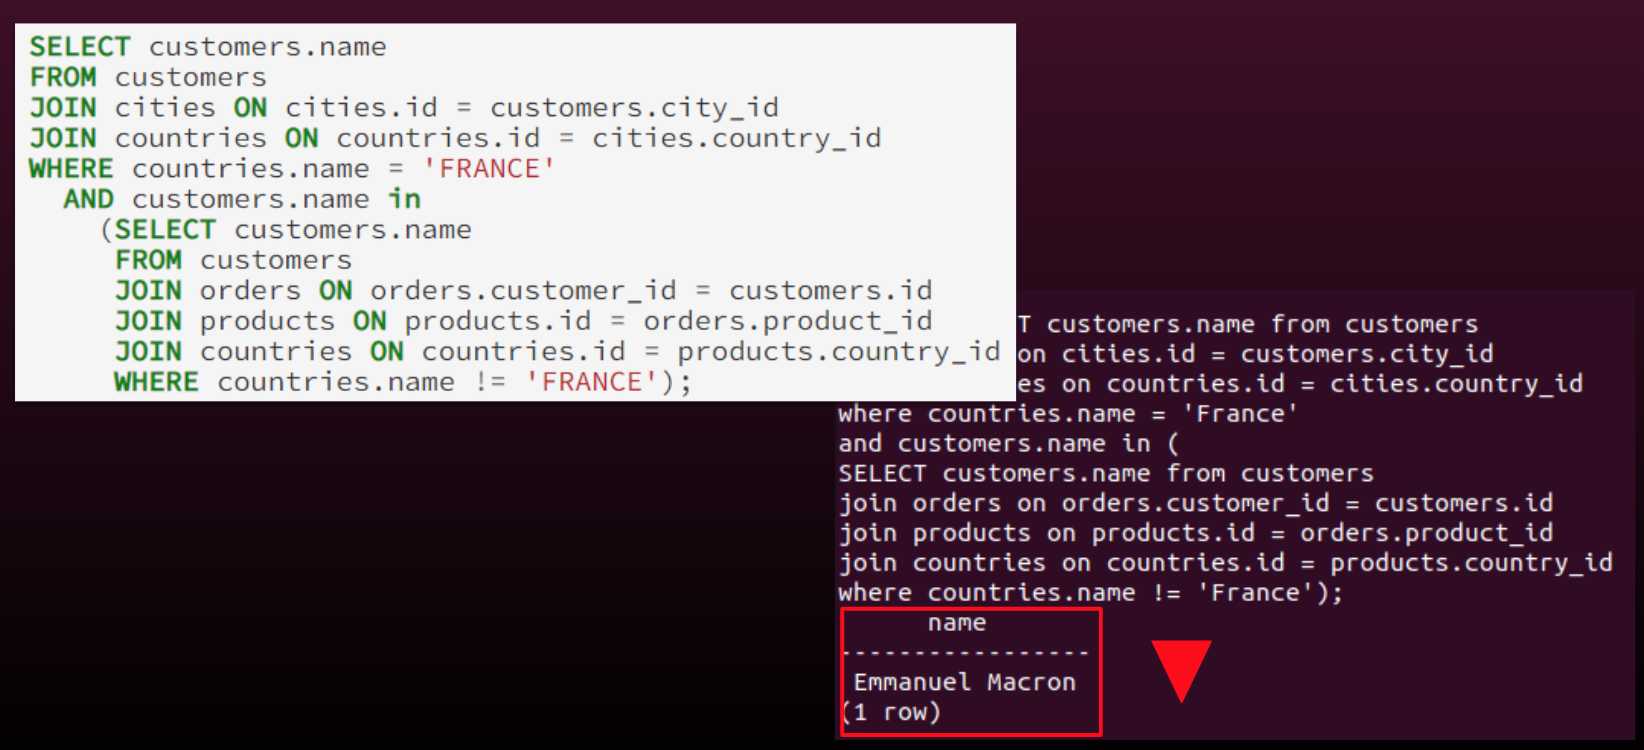 SELECT customers.name
FROM customers
JOIN cities ON cities.id = customers.city_id
JOIN countries ON countries.id = cities.country_id
WHERE countries.name = 'FRANCE'
AND customers.name in
(SELECT customers.name
FROM customers
JOIN orders ON orders.customer_id = customers.id
JOIN products ON products.id = orders.product_id
JOIN countries ON countries.id = products.country_id
WHERE countries.name != 'FRANCE');
T customers.name from customers
on cities.id = customers.city_id
es on countries.id = cities.country_id
where countries.name = 'France'
and customers.name in (
SELECT customers.name from customers
join orders on orders.customer_id = customers.id
join products on products.id = orders.product_id
join countries on countries.id = products.country_id
where countries.name != 'France');
name
-----------------
Emmanuel Macron
(1 row)